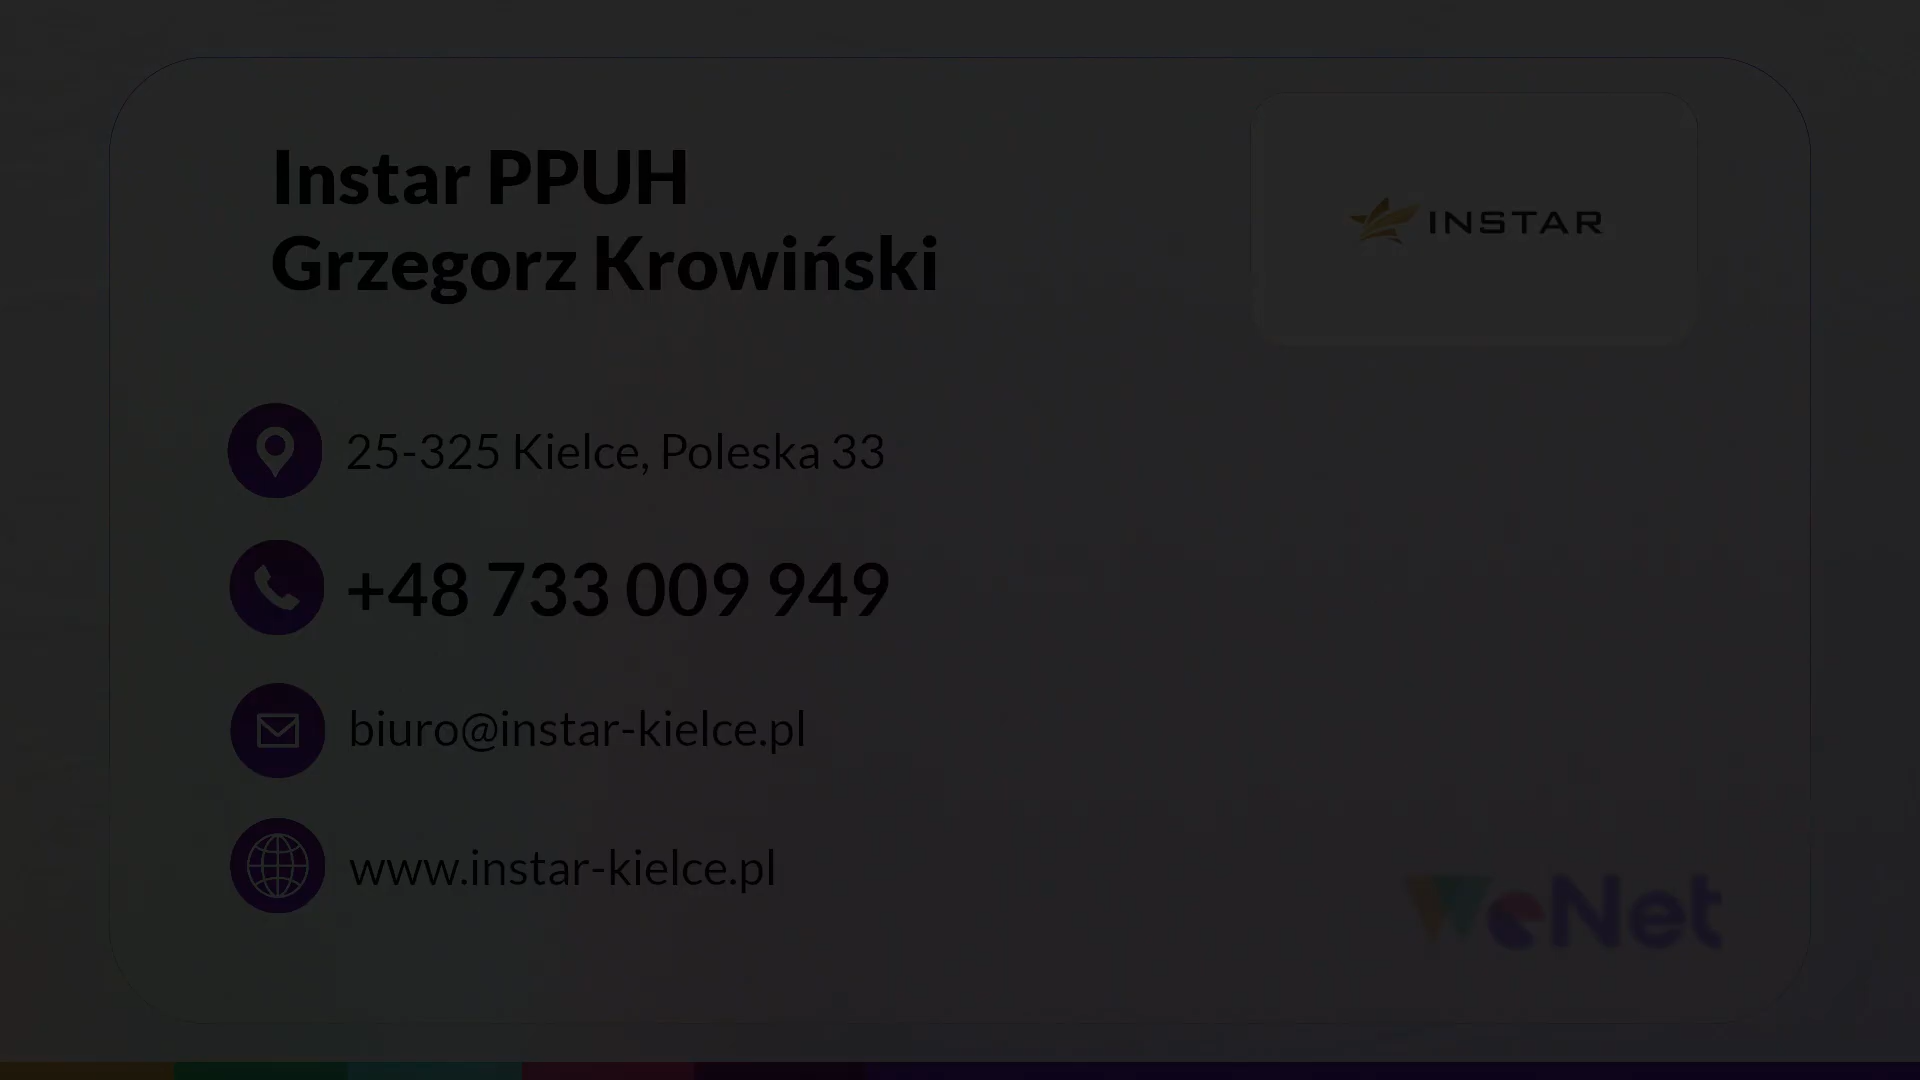 Instar PPUH
Grzegorz Krowiński
INSTAR
25-325 Kielce, Poleska 33
+48 733 009 949
biuro@instar-kielce.pl
www.instar-kielce.pl
WeNet